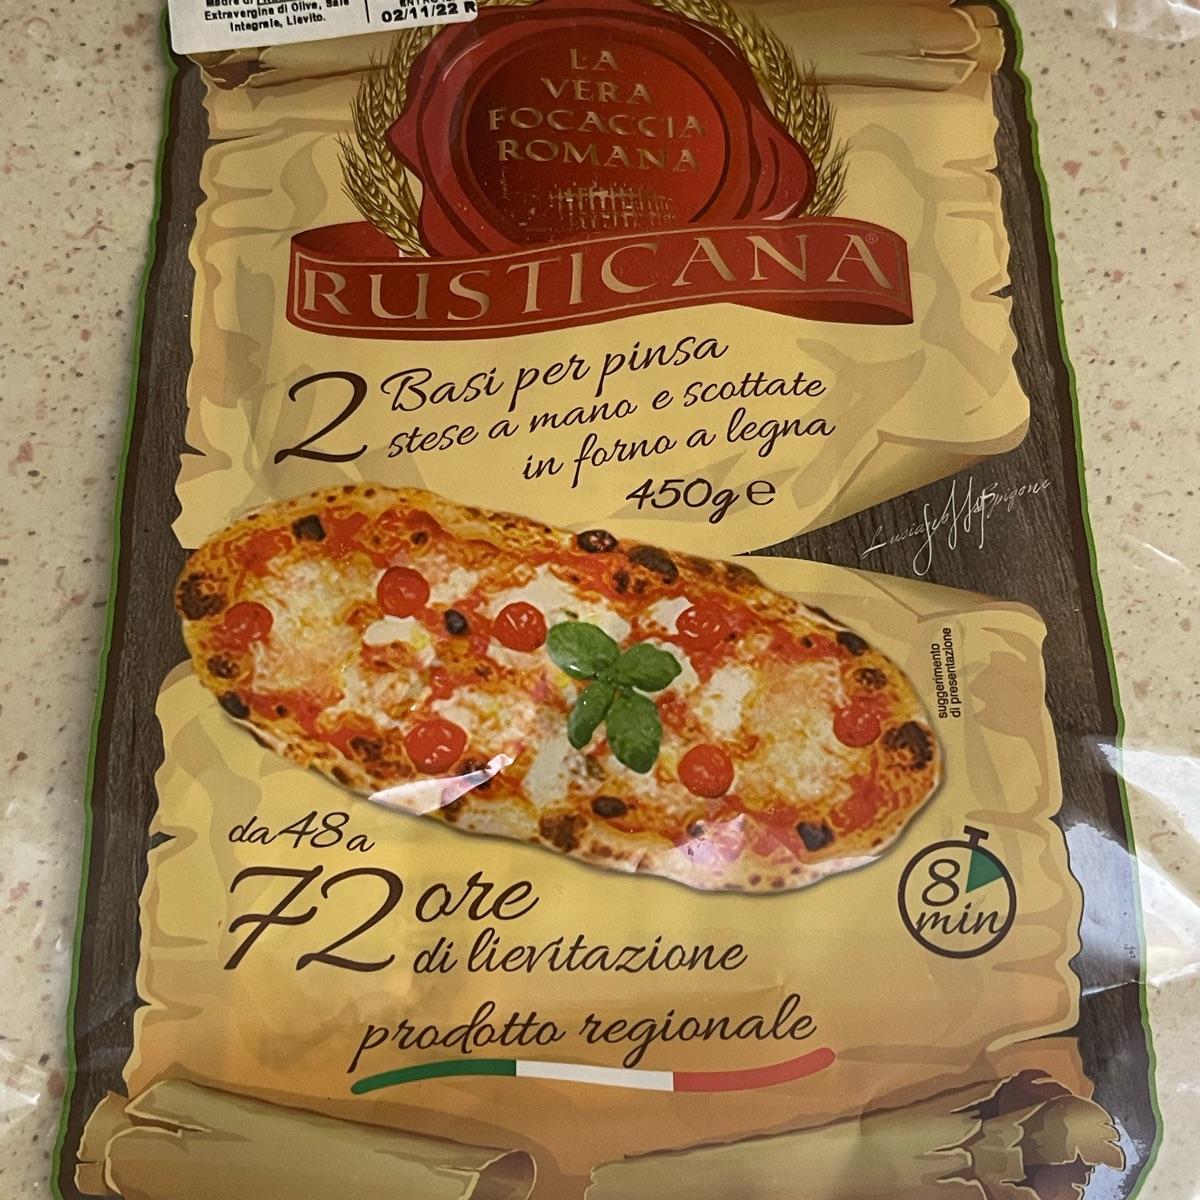 Extravergine di Oliva, Sale
Integrale, Lievito.
02/11/22 R
LA
VERA
FOCACCIA
ROMANA
RUSTICANA®
2 Basi per pinsa
stese a mano e scottate
in forno a legna
450g e
suggerimento
di presentazione
da 48 a
72 ore
di lievitazione
8
min
prodotto regionale